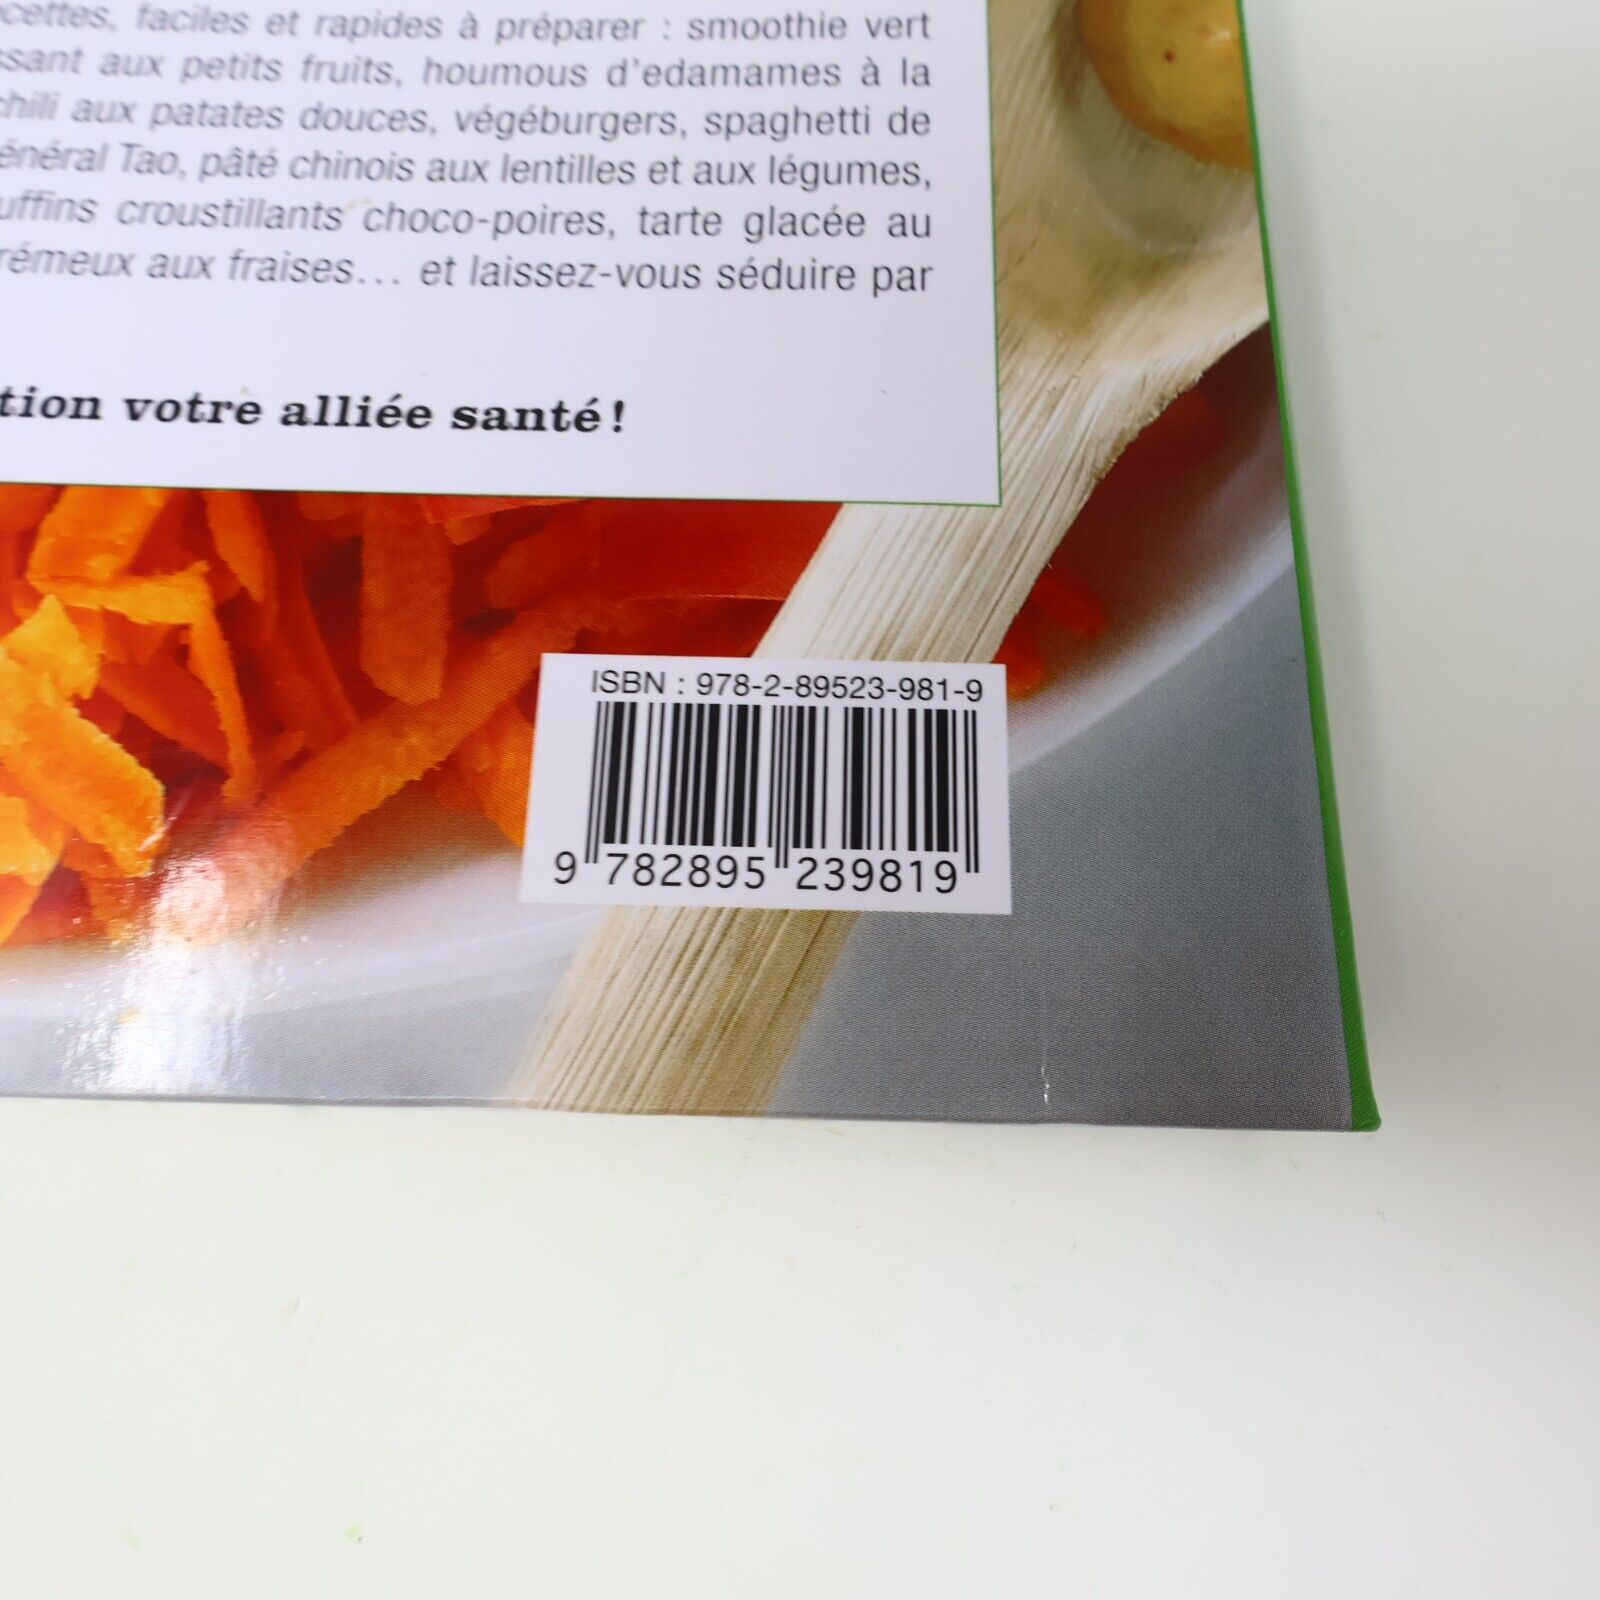 cettes, faciles et rapides à préparer : smoothie vert
ssant aux petits fruits, houmous d'edamames à la
chili aux patates douces, végéburgers, spaghetti de
énéral Tao, pâté chinois aux lentilles et aux légumes,
uffins croustillants choco-poires, tarte glacée au
rémeux aux fraises... et laissez-vous séduire par
tion votre alliée santé !
ISBN : 978-2-89523-981-9
9 782895 239819